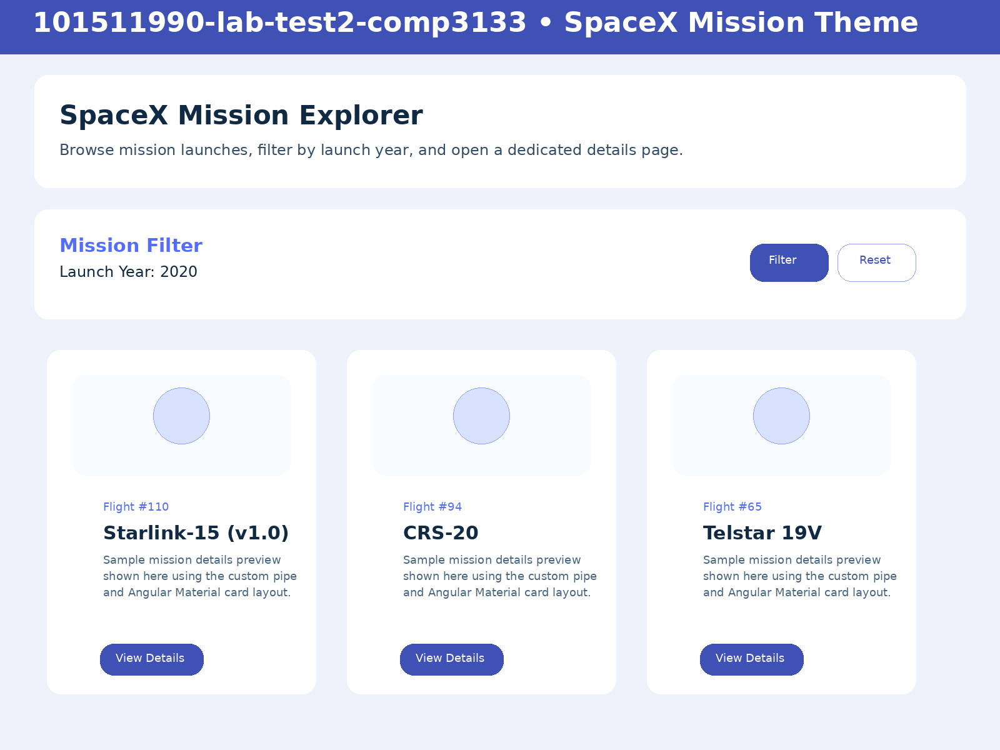 101511990-lab-test2-comp3133 • SpaceX Mission Theme
SpaceX Mission Explorer
Browse mission launches, filter by launch year, and open a dedicated details page.
Mission Filter
Launch Year: 2020
Filter
Reset
Flight #110
Starlink-15 (v1.0)
Sample mission details preview
shown here using the custom pipe
and Angular Material card layout.
View Details
Flight #94
CRS-20
Sample mission details preview
shown here using the custom pipe
and Angular Material card layout.
View Details
Flight #65
Telstar 19V
Sample mission details preview
shown here using the custom pipe
and Angular Material card layout.
View Details